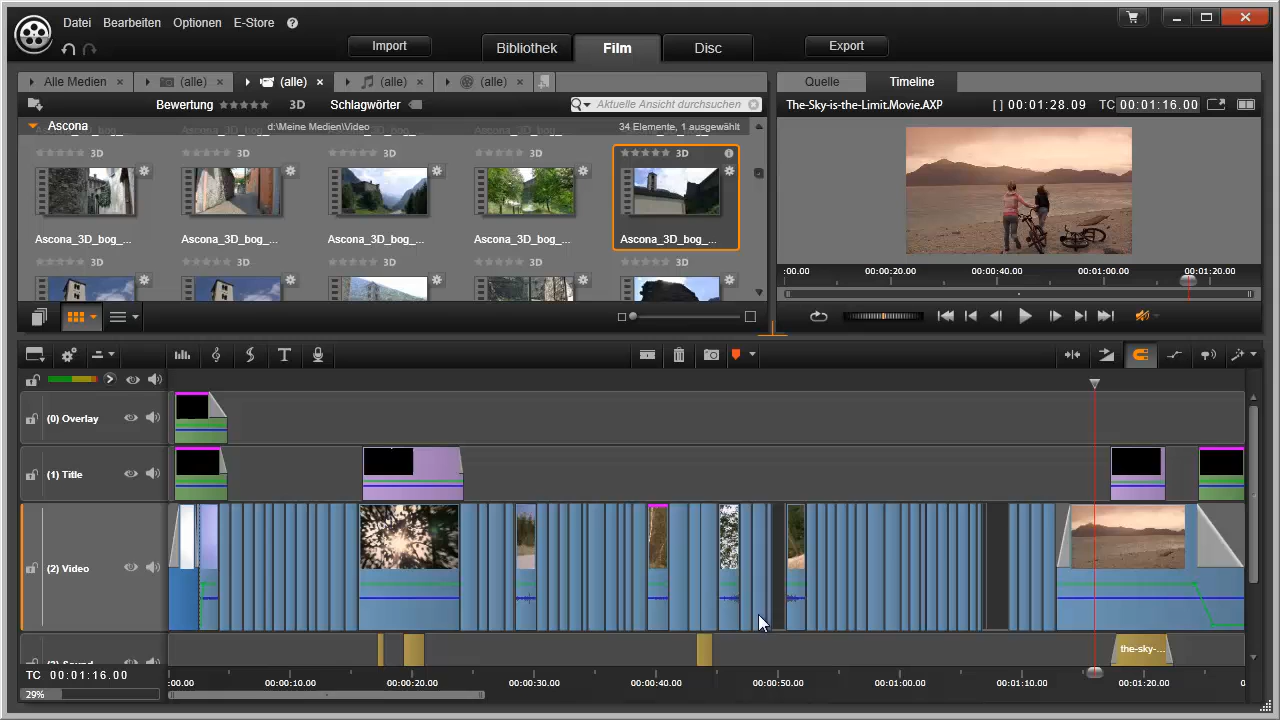 Datei Bearbeiten Optionen E-Store ?
Import Bibliothek Film Disc Export
Alle Medien × (alle) × (alle) × (alle) × (alle) ×
Quelle Timeline
Bewertung 3D Schlagwörter Aktuelle Ansicht durchsuchen
The-Sky-is-the-Limit.Movie.AXP [ ] 00:01:28.09 TC 00:01:16.00
Ascona d:\Meine Medien\Video 34 Elemente, 1 ausgewählt
3D 3D 3D 3D 3D
Ascona_3D_bog_... Ascona_3D_bog_... Ascona_3D_bog_... Ascona_3D_bog_... Ascona_3D_bog_...
3D 3D 3D 3D 3D
:00.00 00:00:20.00 00:00:40.00 00:01:00.00 00:01:20.00
(0) Overlay
(1) Title
(2) Video
(3) Sound
the-sky-...
TC 00:01:16.00
:00.00 00:00:10.00 00:00:20.00 00:00:30.00 00:00:40.00 00:00:50.00 00:01:00.00 00:01:10.00 00:01:20.00
29%